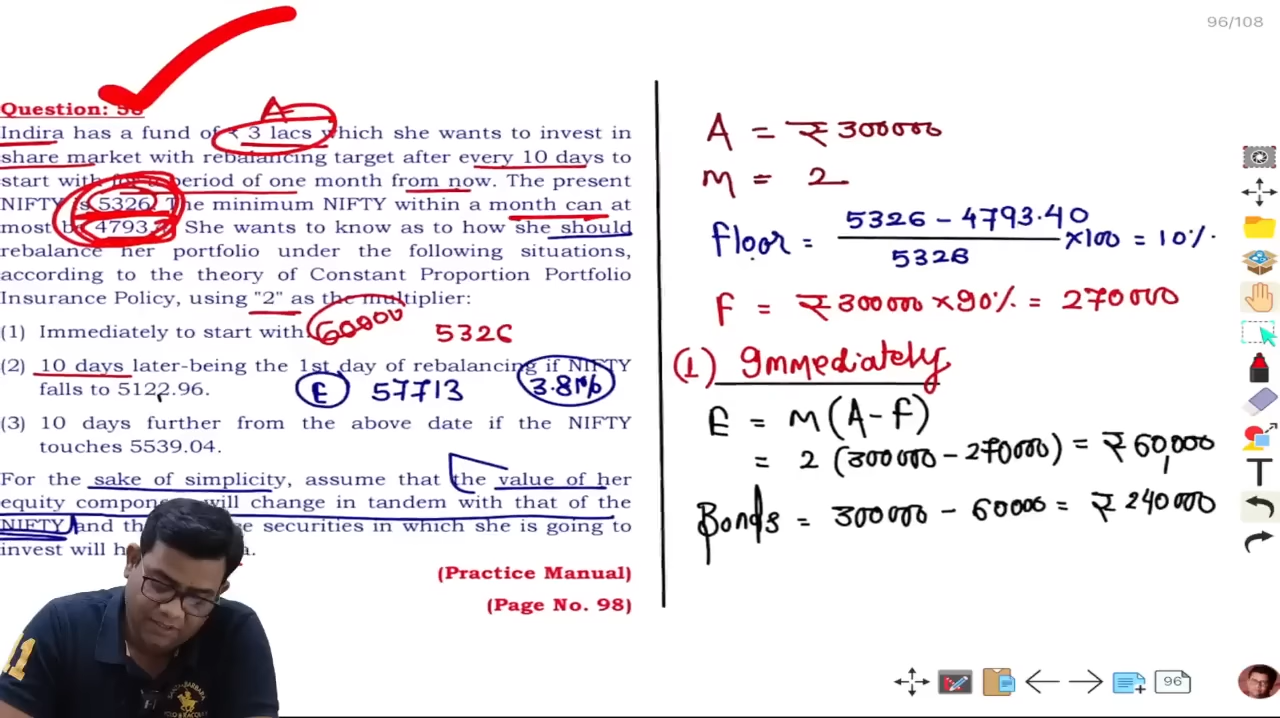 96/108
Question: 
A
Indira has a fund of ₹ 3 lacs which she wants to invest in
share market with rebalancing target after every 10 days to
start with for a period of one month from now. The present
NIFTY is 5326. The minimum NIFTY within a month can at
most be 4793. She wants to know as to how she should
rebalance her portfolio under the following situations,
according to the theory of Constant Proportion Portfolio
Insurance Policy, using "2" as the multiplier:
(1) Immediately to start with. 60000 5326
(2) 10 days later-being the 1st day of rebalancing if NIFTY
falls to 5122.96. E 57713 3.81%
(3) 10 days further from the above date if the NIFTY
touches 5539.04.
For the sake of simplicity, assume that the value of her
equity will change in tandem with that of the
NIFTY and securities in which she is going to
invest will
(Practice Manual)
(Page No. 98)
A = ₹ 300000
M = 2
Floor = 5326 - 4793.40 / 5326 ×100 = 10%.
F = ₹ 300000 × 90% = 270000
(1) Immediately
E = M (A - F)
= 2 (300000 - 270000) = ₹ 60,000
Bonds = 300000 - 60000 = ₹ 240000
11
T
96